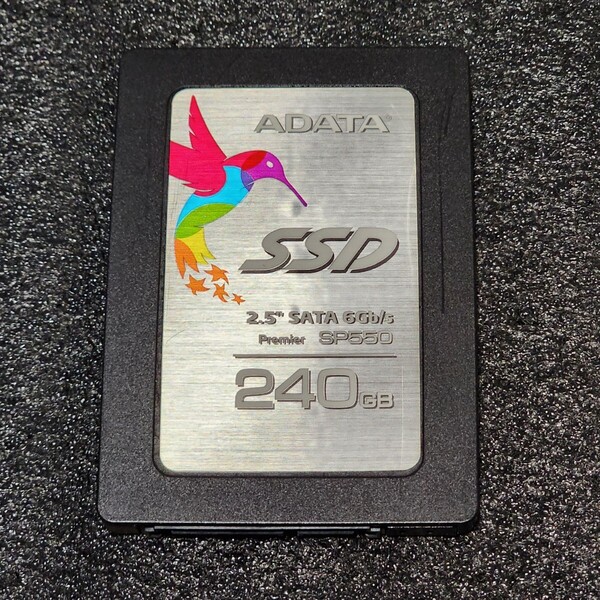 ADATA
SSD
2.5" SATA 6Gb/s
Premier SP550
240GB